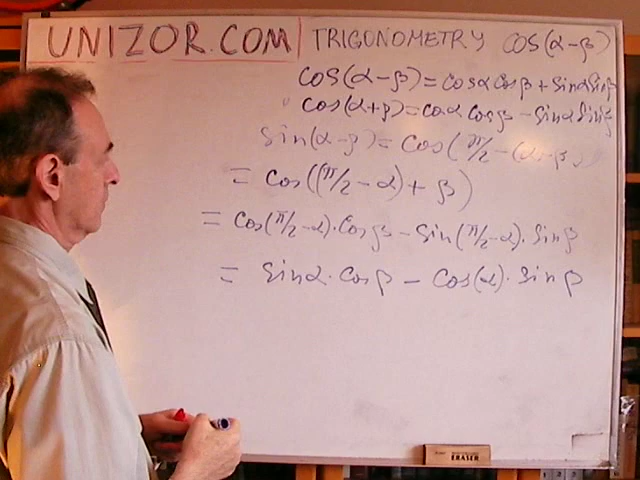 UNIZOR.COM TRIGONOMETRY COS(α-β)
cos(α-β)=cosα cosβ+sinα sinβ
cos(α+β)=cosα cosβ-sinα sinβ
sin(α-β)=cos(π/2-(α-β))
=cos((π/2-α)+β)
=cos(π/2-α)·cosβ-sin(π/2-α)·sinβ
=sinα·cosβ-cos(α)·sinβ
ERASER